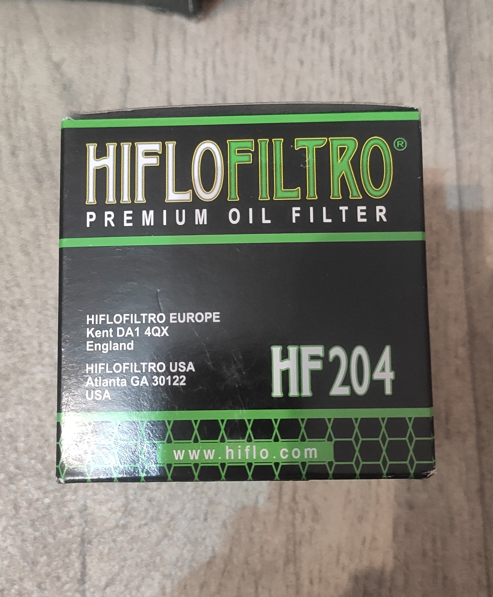 HIFLOFILTRO®
PREMIUM OIL FILTER
HIFLOFILTRO EUROPE
Kent DA1 4QX
England
HIFLOFILTRO USA
Atlanta GA 30122
USA
HF204
www.hiflo.com